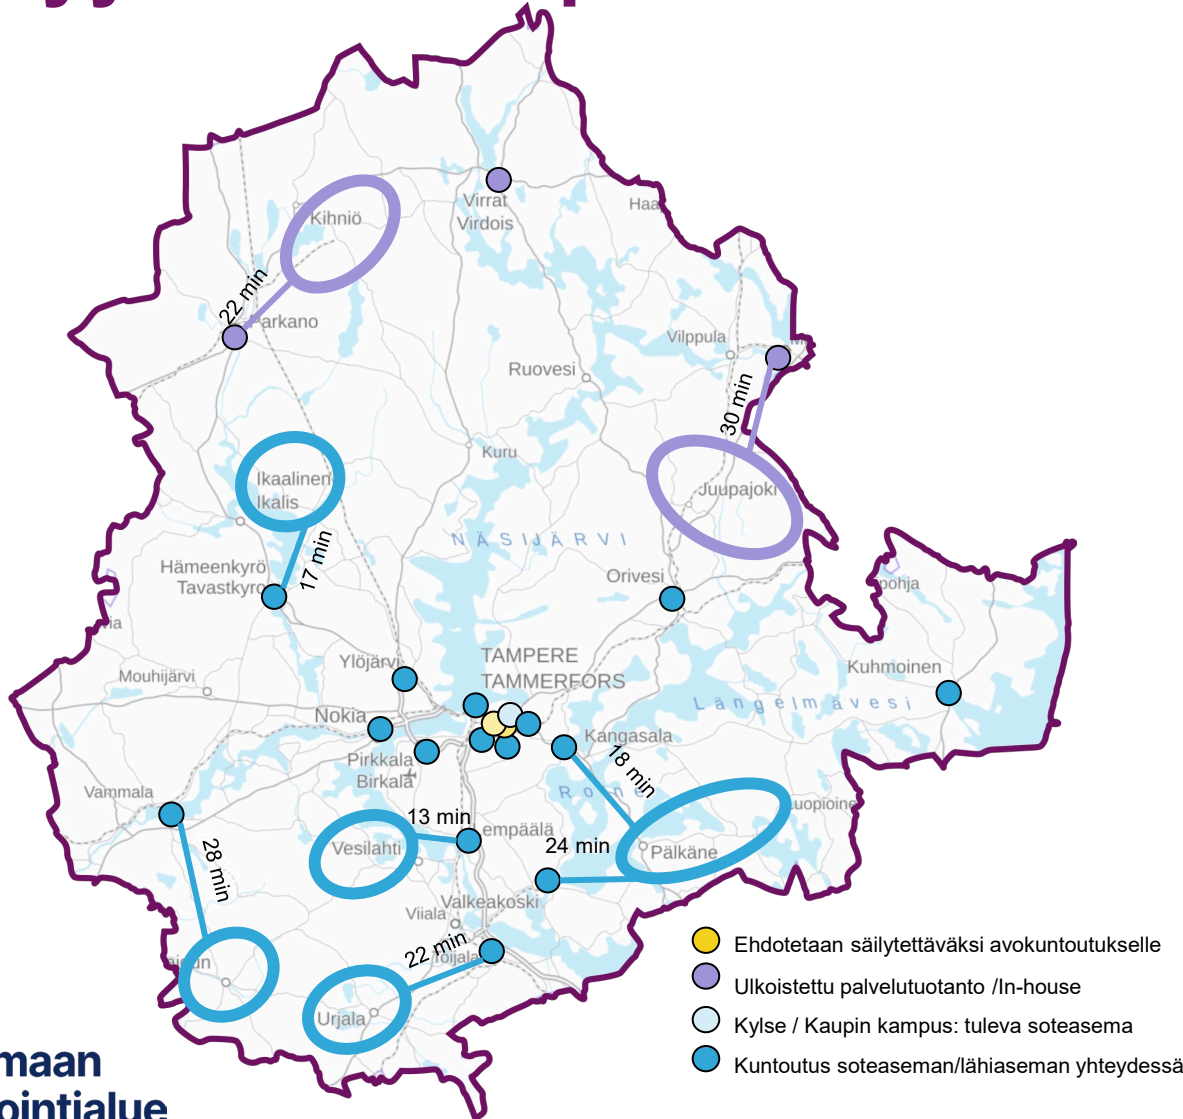 Kihniö
Virrat
Virdois
Haa
22 min
Parkano
Vilppula
Ruovesi
30 min
Kuru
Ikaalinen
Ikalis
Juupajoki
NÄSIJÄRVI
17 min
Hämeenkyrö
Tavastkyro
Orivesi
pohja
via
Ylöjärvi
TAMPERE
TAMMERFORS
Kuhmoinen
Mouhijärvi
Längelmävesi
Nokia
Kangasala
Pirkkala
Birkala
18 min
Roine
Vammala
Luopioine
13 min
empäälä
24 min
Vesilahti
Pälkäne
28 min
Valkeakoski
Viiala
22 min
Toijala
Urjala
Ehdotetaan säilytettäväksi avokuntoutukselle
Ulkoistettu palvelutuotanto /In-house
Kylse / Kaupin kampus: tuleva soteasema
Kuntoutus soteaseman/lähiaseman yhteydessä
maan
ointialue